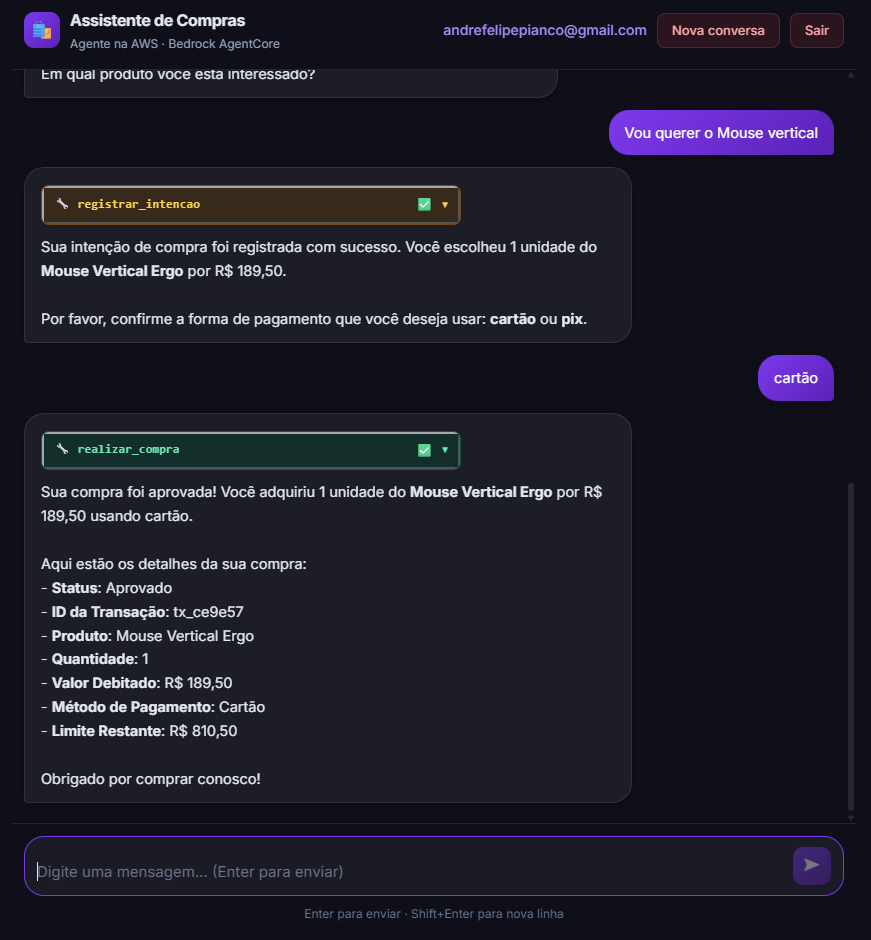 Assistente de Compras
Agente na AWS · Bedrock AgentCore
andrefelipepianco@gmail.com
Nova conversa
Sair
Em qual produto você está interessado?
Vou querer o Mouse vertical
registrar_intencao
Sua intenção de compra foi registrada com sucesso. Você escolheu 1 unidade do
Mouse Vertical Ergo por R$ 189,50.
Por favor, confirme a forma de pagamento que você deseja usar: cartão ou pix.
cartão
realizar_compra
Sua compra foi aprovada! Você adquiriu 1 unidade do Mouse Vertical Ergo por R$
189,50 usando cartão.
Aqui estão os detalhes da sua compra:
- Status: Aprovado
- ID da Transação: tx_ce9e57
- Produto: Mouse Vertical Ergo
- Quantidade: 1
- Valor Debitado: R$ 189,50
- Método de Pagamento: Cartão
- Limite Restante: R$ 810,50
Obrigado por comprar conosco!
Digite uma mensagem... (Enter para enviar)
Enter para enviar · Shift+Enter para nova linha